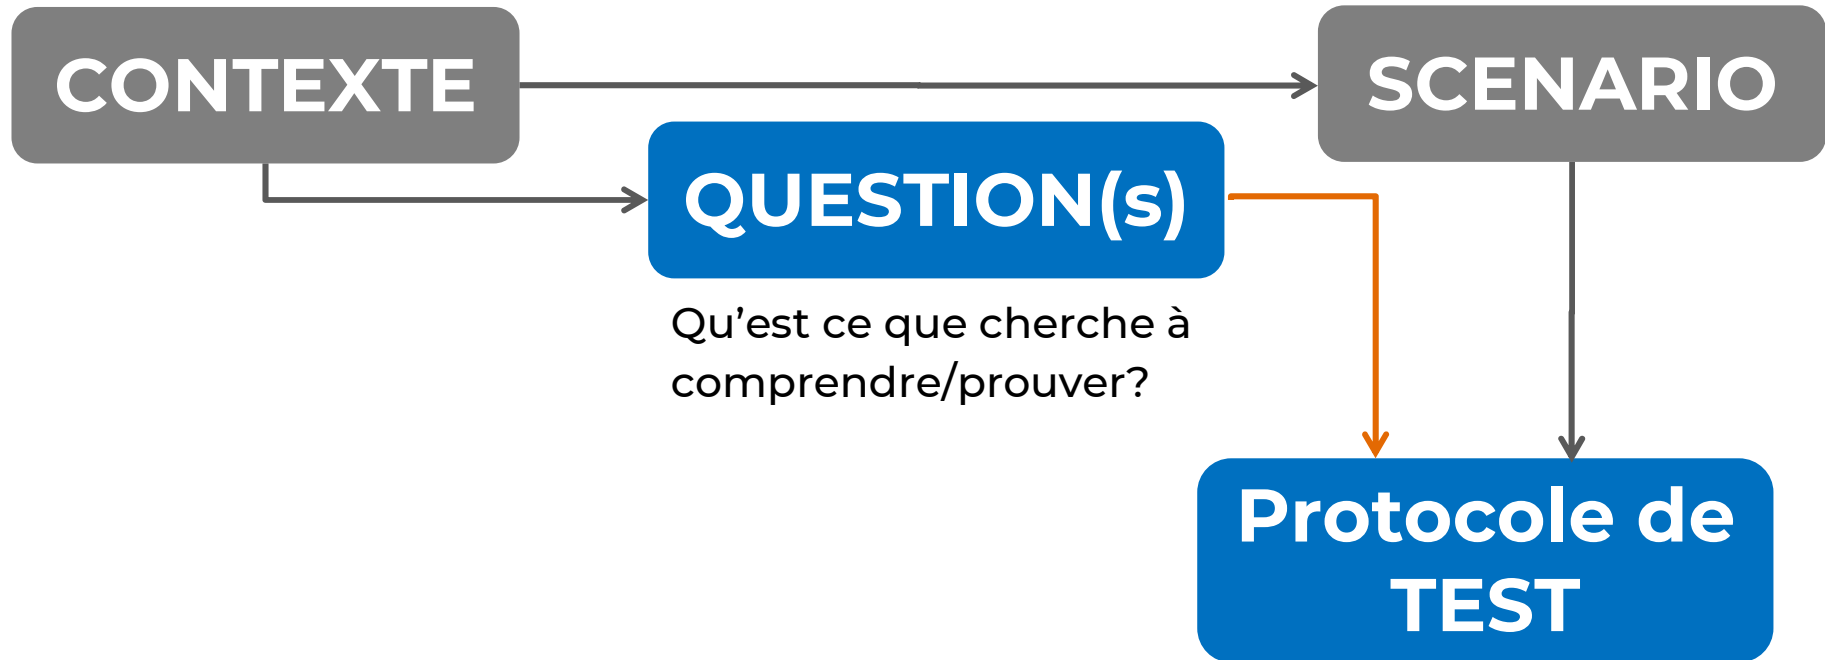 CONTEXTE
SCENARIO
QUESTION(s)
Qu’est ce que cherche à
comprendre/prouver?
Protocole de
TEST